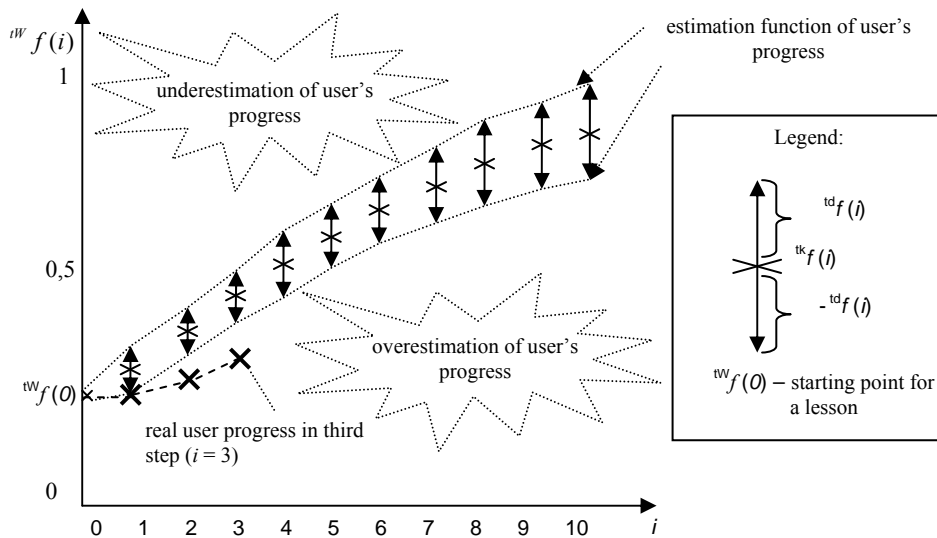 tW f(i)
1
0,5
tW f(0)
0
0 1 2 3 4 5 6 7 8 9 10 i
underestimation of user's
progress
overestimation of user's
progress
real user progress in third
step (i = 3)
estimation function of user's
progress
Legend:
td f(i)
tk f(i)
- td f(i)
tW f(0) – starting point for
a lesson